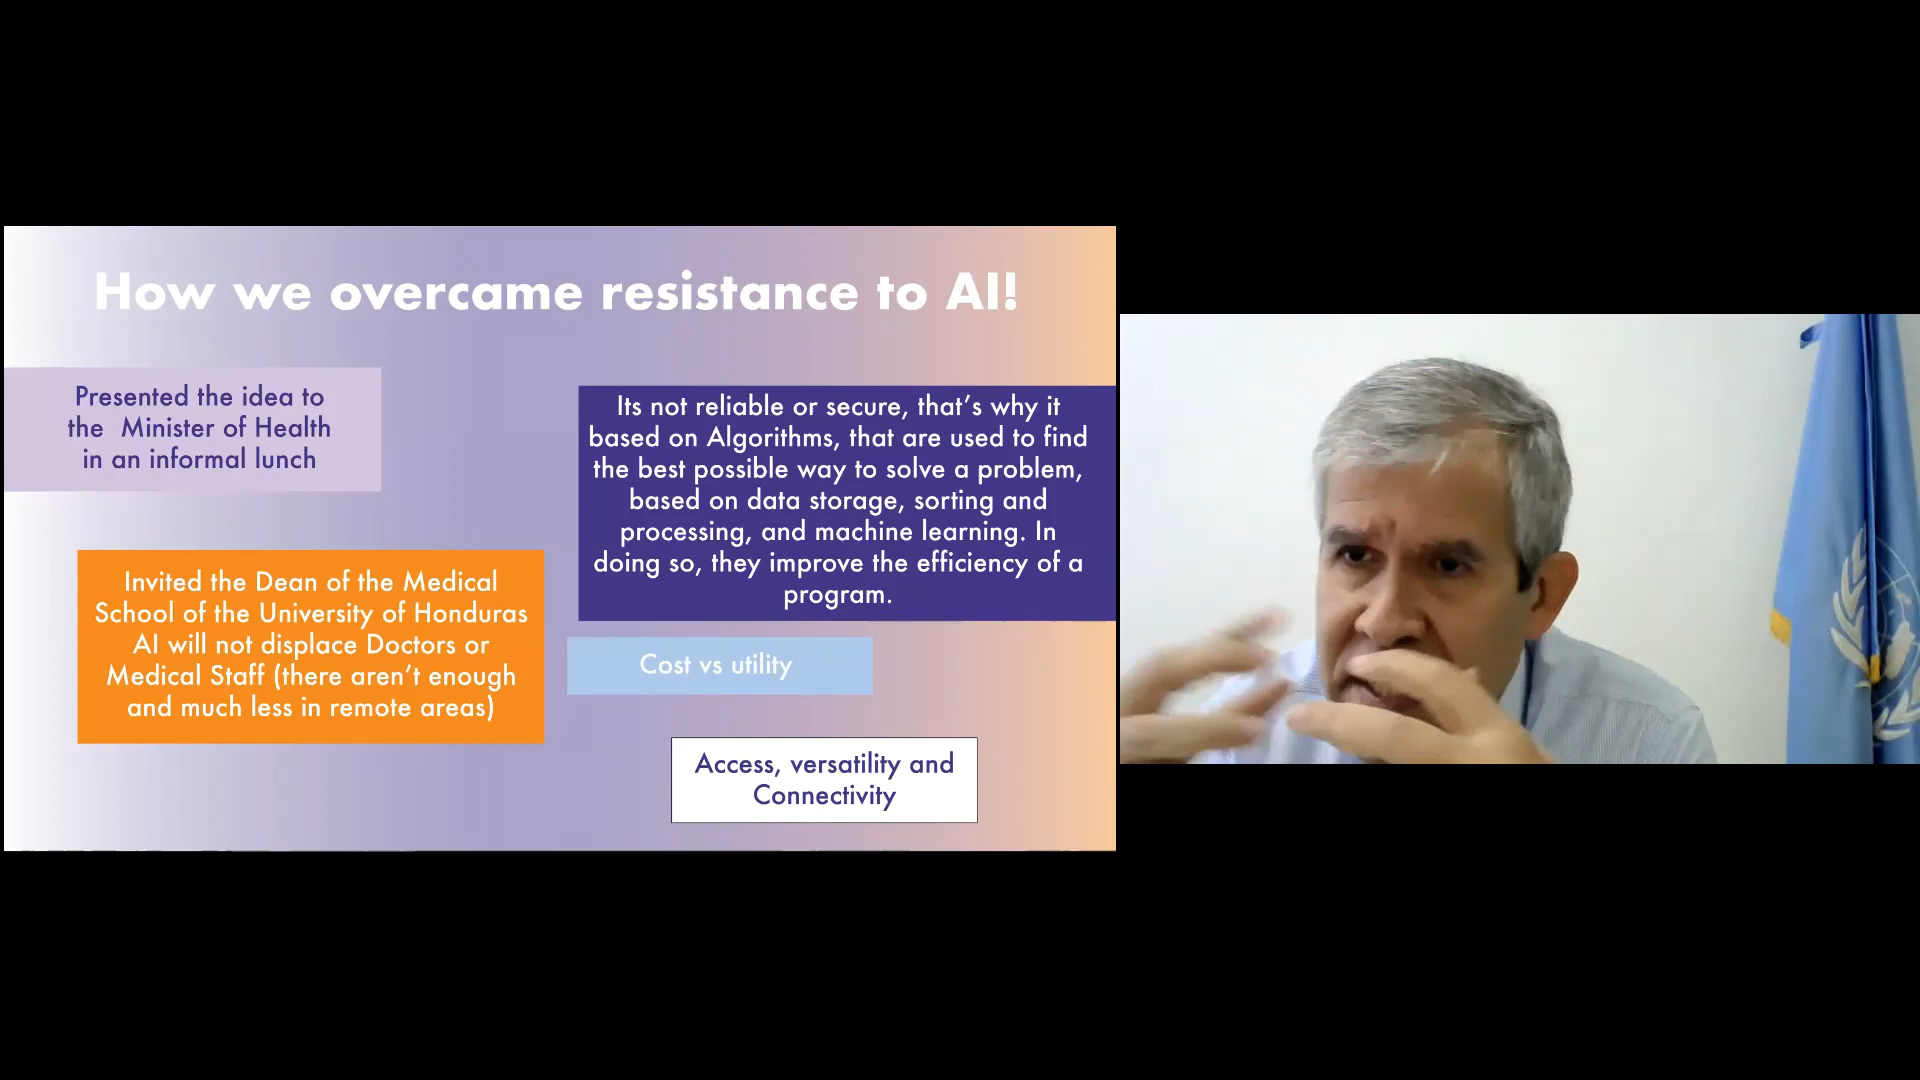 How we overcame resistance to AI!
Presented the idea to
the Minister of Health
in an informal lunch
Its not reliable or secure, that’s why it
based on Algorithms, that are used to find
the best possible way to solve a problem,
based on data storage, sorting and
processing, and machine learning. In
doing so, they improve the efficiency of a
program.
Invited the Dean of the Medical
School of the University of Honduras
AI will not displace Doctors or
Medical Staff (there aren’t enough
and much less in remote areas)
Cost vs utility
Access, versatility and
Connectivity